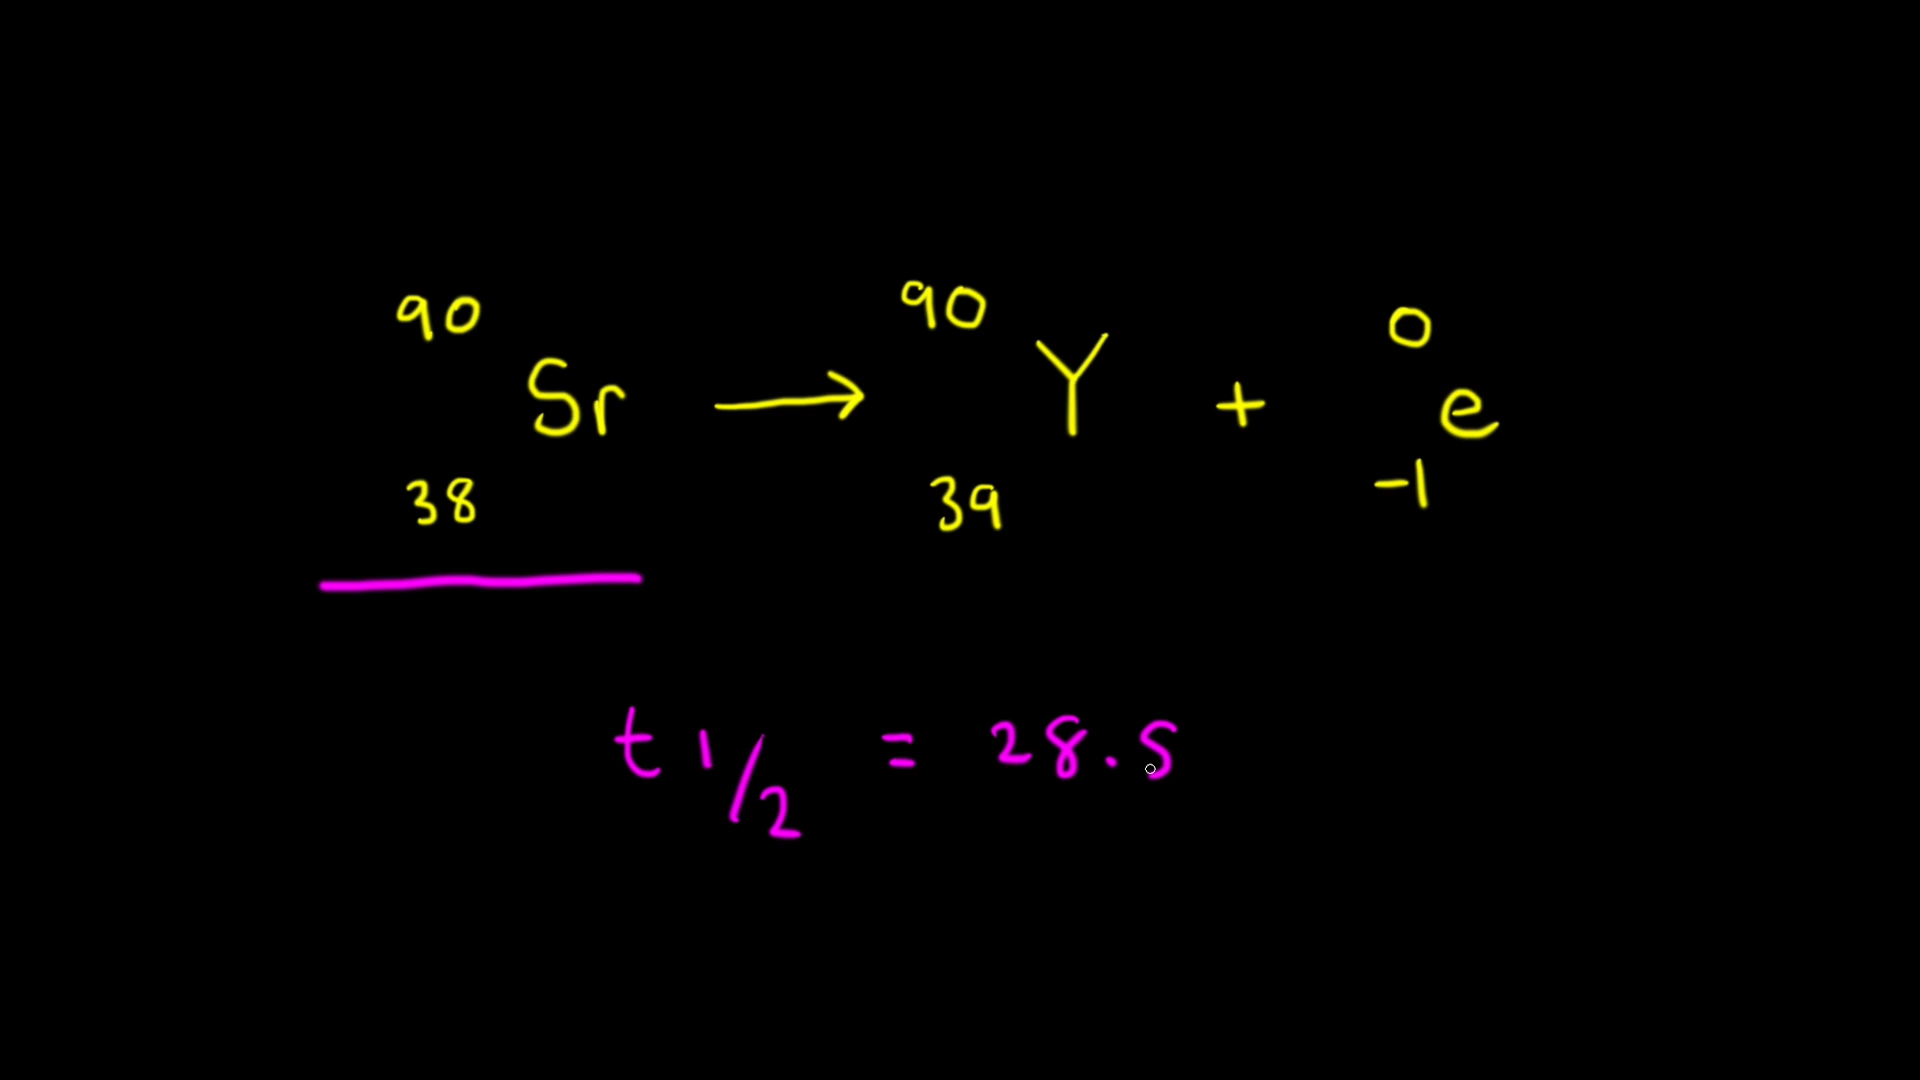 90 90 0
Sr → Y + e
38 39 -1
t 1/2 = 28.5